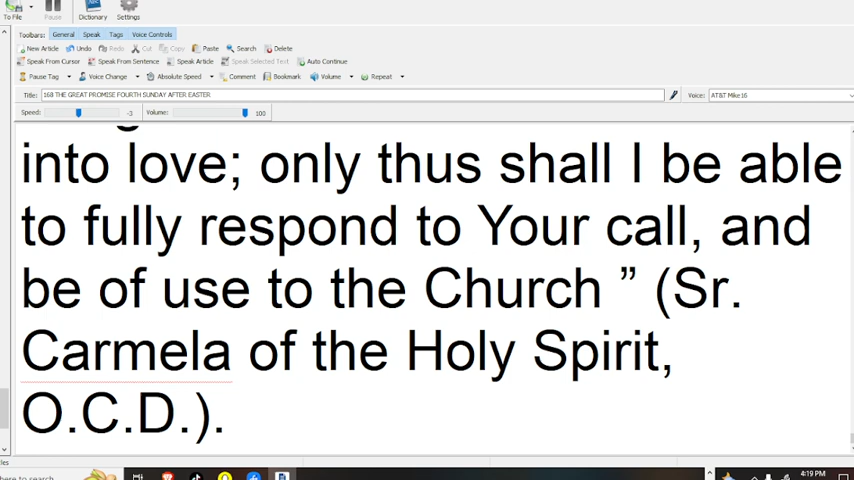 To File Pause Dictionary Settings
Toolbars: General Speak Tags Voice Controls
New Article Undo Redo Cut Copy Paste Search Delete
Speak From Cursor Speak From Sentence Speak Article Speak Selected Text Auto Continue
Pause Tag Voice Change Absolute Speed Comment Bookmark Volume Repeat
Title: 168 THE GREAT PROMISE FOURTH SUNDAY AFTER EASTER Voice: AT&T Mike16
Speed: -3 Volume: 100
into love; only thus shall I be able
to fully respond to Your call, and
be of use to the Church ” (Sr.
Carmela of the Holy Spirit,
O.C.D.).
here to search 4:19 PM